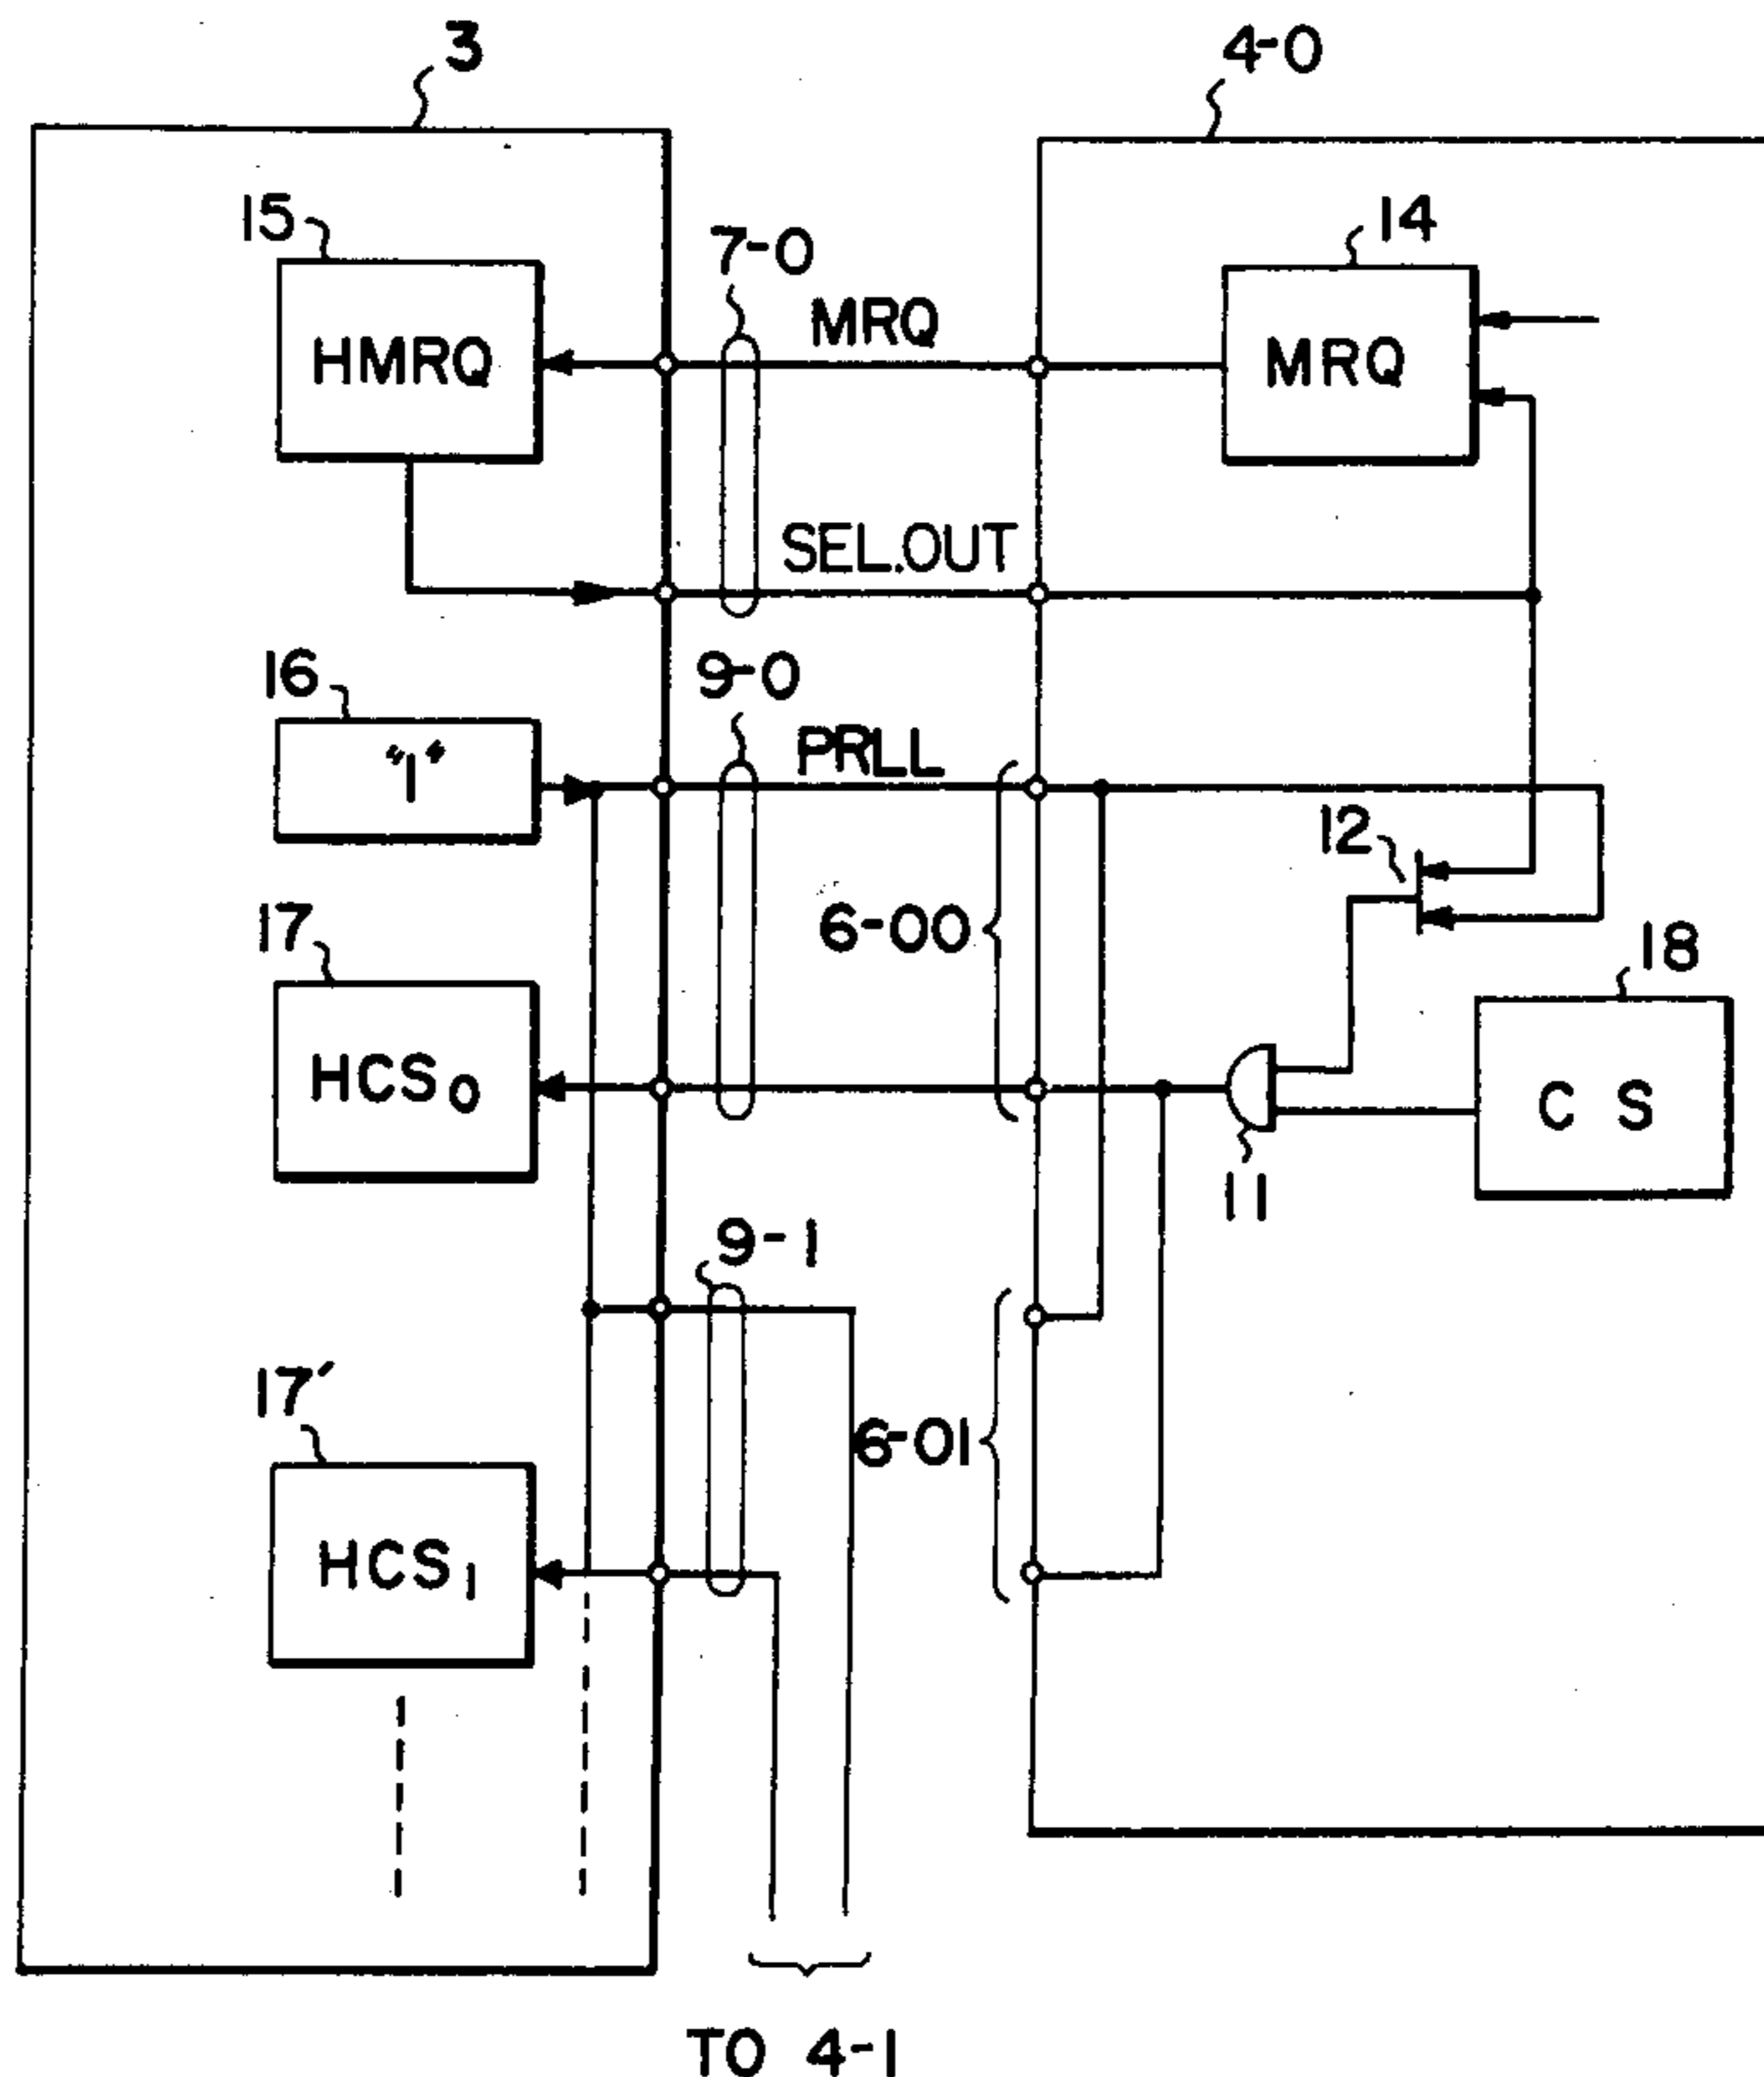 3
4-0
15
7-0
14
MRQ
HMRQ
MRQ
SEL.OUT
16
9-0
PRLL
"1"
12
17
6-00
18
HCS0
C S
11
9-1
17'
6-01
HCS1
TO 4-1